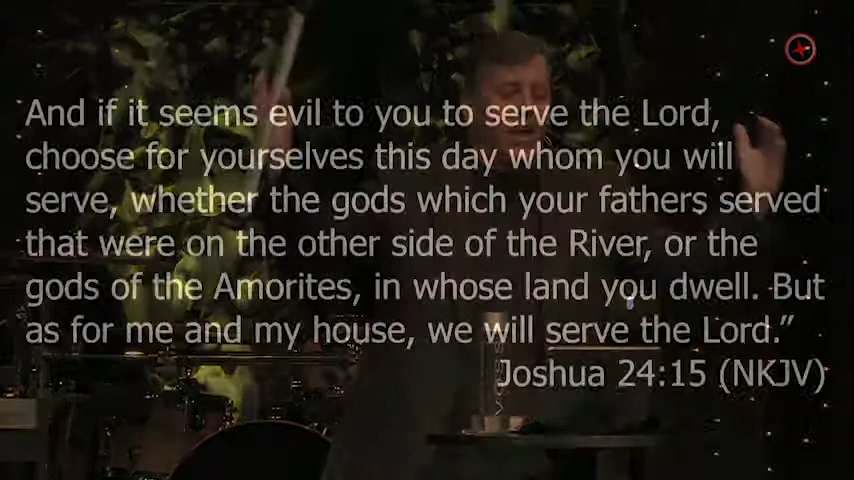 And if it seems evil to you to serve the Lord,
choose for yourselves this day whom you will
serve, whether the gods which your fathers served
that were on the other side of the River, or the
gods of the Amorites, in whose land you dwell. But
as for me and my house, we will serve the Lord.”
Joshua 24:15 (NKJV)